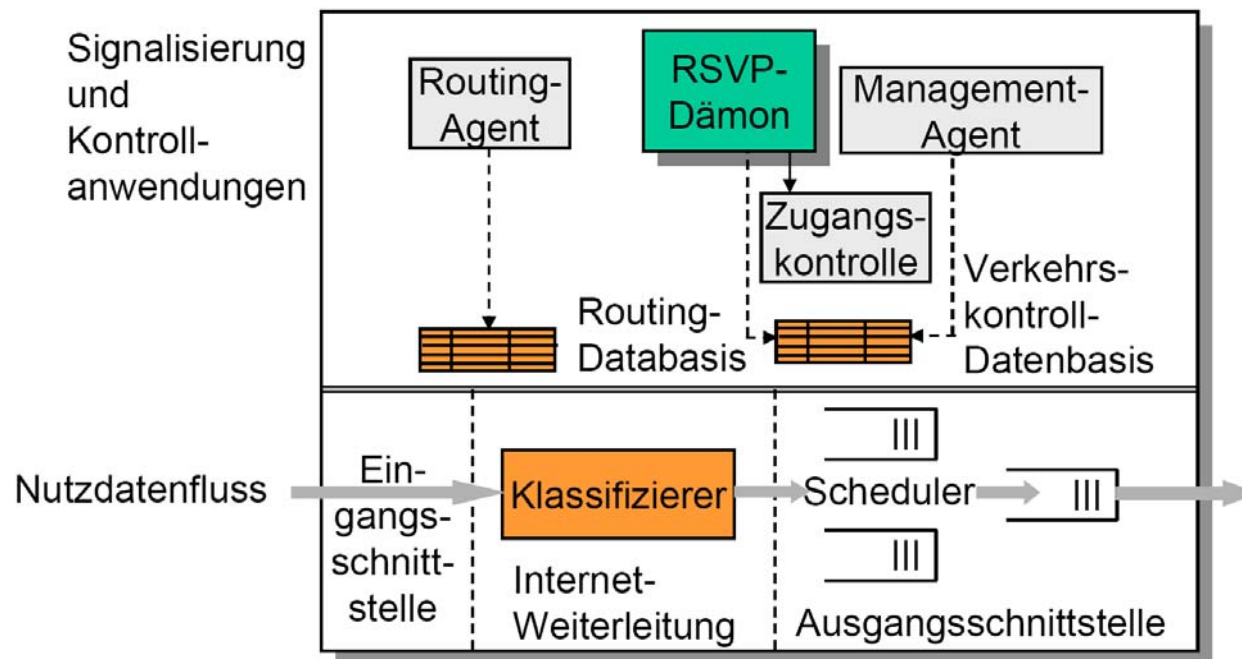 Signalisierung
und
Kontroll-
anwendungen
Routing-
Agent
RSVP-
Dämon
Management-
Agent
Zugangs-
kontrolle
Routing-
Databasis
Verkehrs-
kontroll-
Datenbasis
Nutzdatenfluss
Ein-
gangs-
schnitt-
stelle
Klassifizierer
Internet-
Weiterleitung
Scheduler
Ausgangsschnittstelle